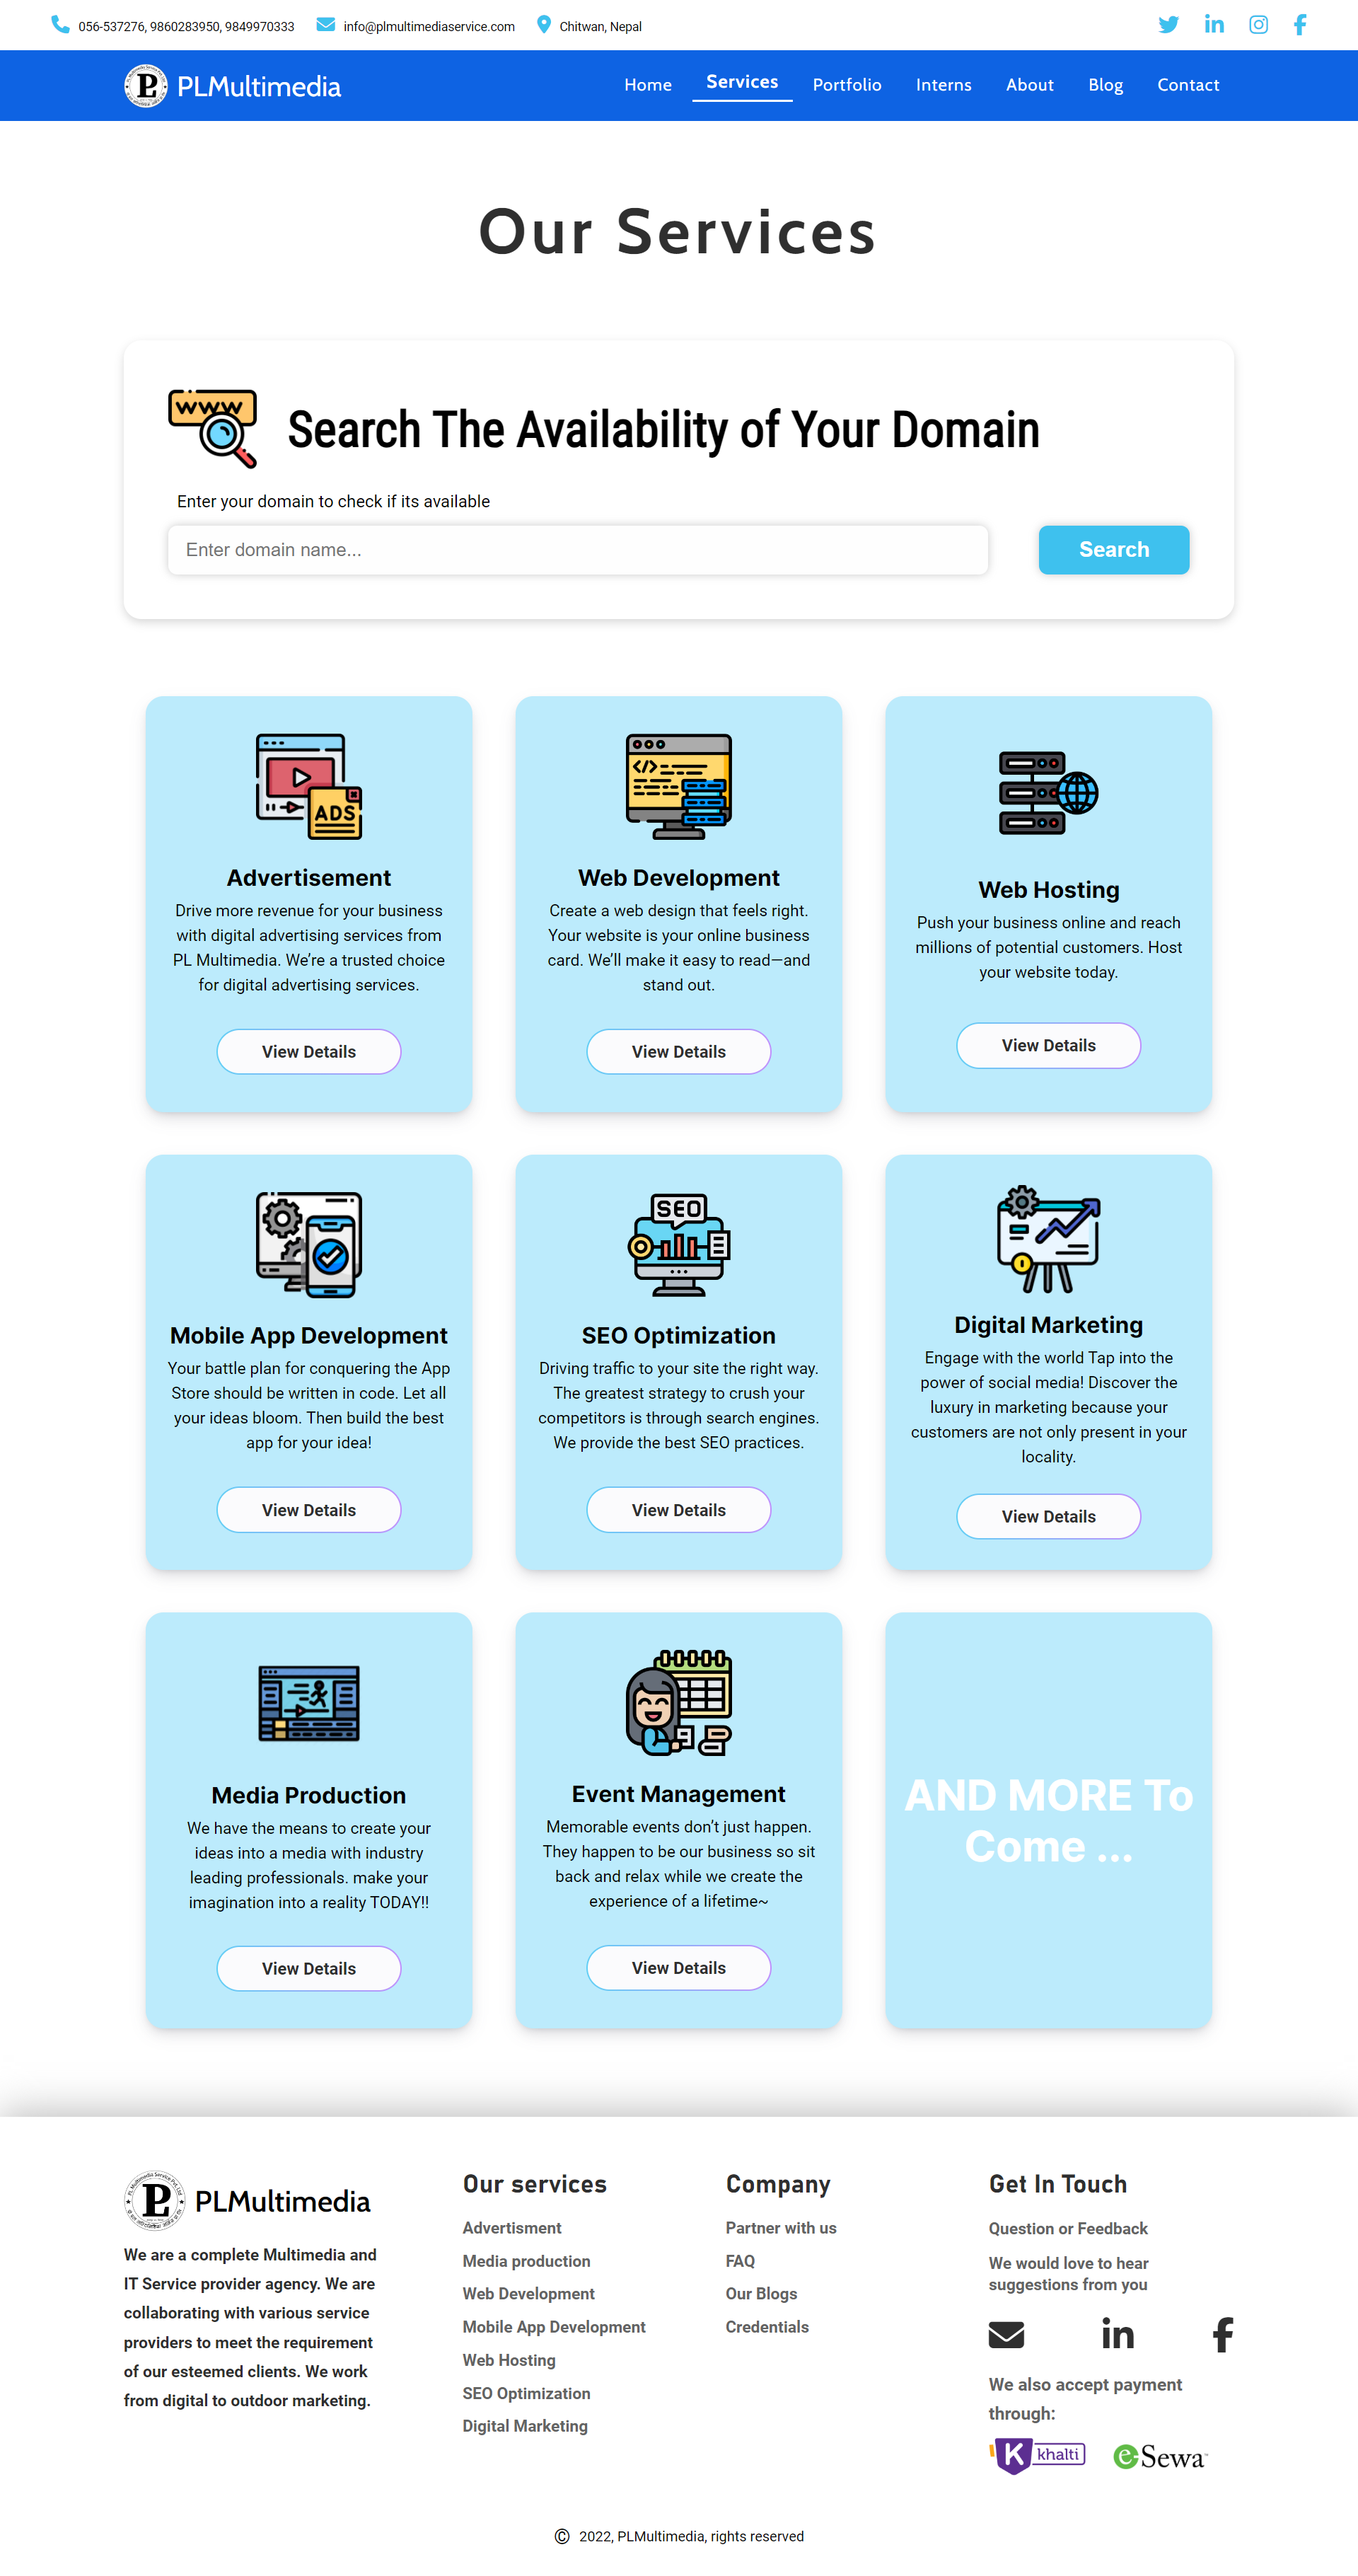 056-537276, 9860283950, 9849970333 info@plmultimediaservice.com Chitwan, Nepal
PLMultimedia
Home Services Portfolio Interns About Blog Contact
Our Services
WWW
Search The Availability of Your Domain
Enter your domain to check if its available
Enter domain name...
Search
ADS
Advertisement
Drive more revenue for your business
with digital advertising services from
PL Multimedia. We’re a trusted choice
for digital advertising services.
View Details
</>
Web Development
Create a web design that feels right.
Your website is your online business
card. We’ll make it easy to read—and
stand out.
View Details
Web Hosting
Push your business online and reach
millions of potential customers. Host
your website today.
View Details
Mobile App Development
Your battle plan for conquering the App
Store should be written in code. Let all
your ideas bloom. Then build the best
app for your idea!
View Details
SEO
SEO Optimization
Driving traffic to your site the right way.
The greatest strategy to crush your
competitors is through search engines.
We provide the best SEO practices.
View Details
Digital Marketing
Engage with the world Tap into the
power of social media! Discover the
luxury in marketing because your
customers are not only present in your
locality.
View Details
Media Production
We have the means to create your
ideas into a media with industry
leading professionals. make your
imagination into a reality TODAY!!
View Details
Event Management
Memorable events don’t just happen.
They happen to be our business so sit
back and relax while we create the
experience of a lifetime~
View Details
AND MORE To
Come ...
PLMultimedia
We are a complete Multimedia and
IT Service provider agency. We are
collaborating with various service
providers to meet the requirement
of our esteemed clients. We work
from digital to outdoor marketing.
Our services
Advertisment
Media production
Web Development
Mobile App Development
Web Hosting
SEO Optimization
Digital Marketing
Company
Partner with us
FAQ
Our Blogs
Credentials
Get In Touch
Question or Feedback
We would love to hear
suggestions from you
We also accept payment
through:
K khalti
eSewa
© 2022, PLMultimedia, rights reserved